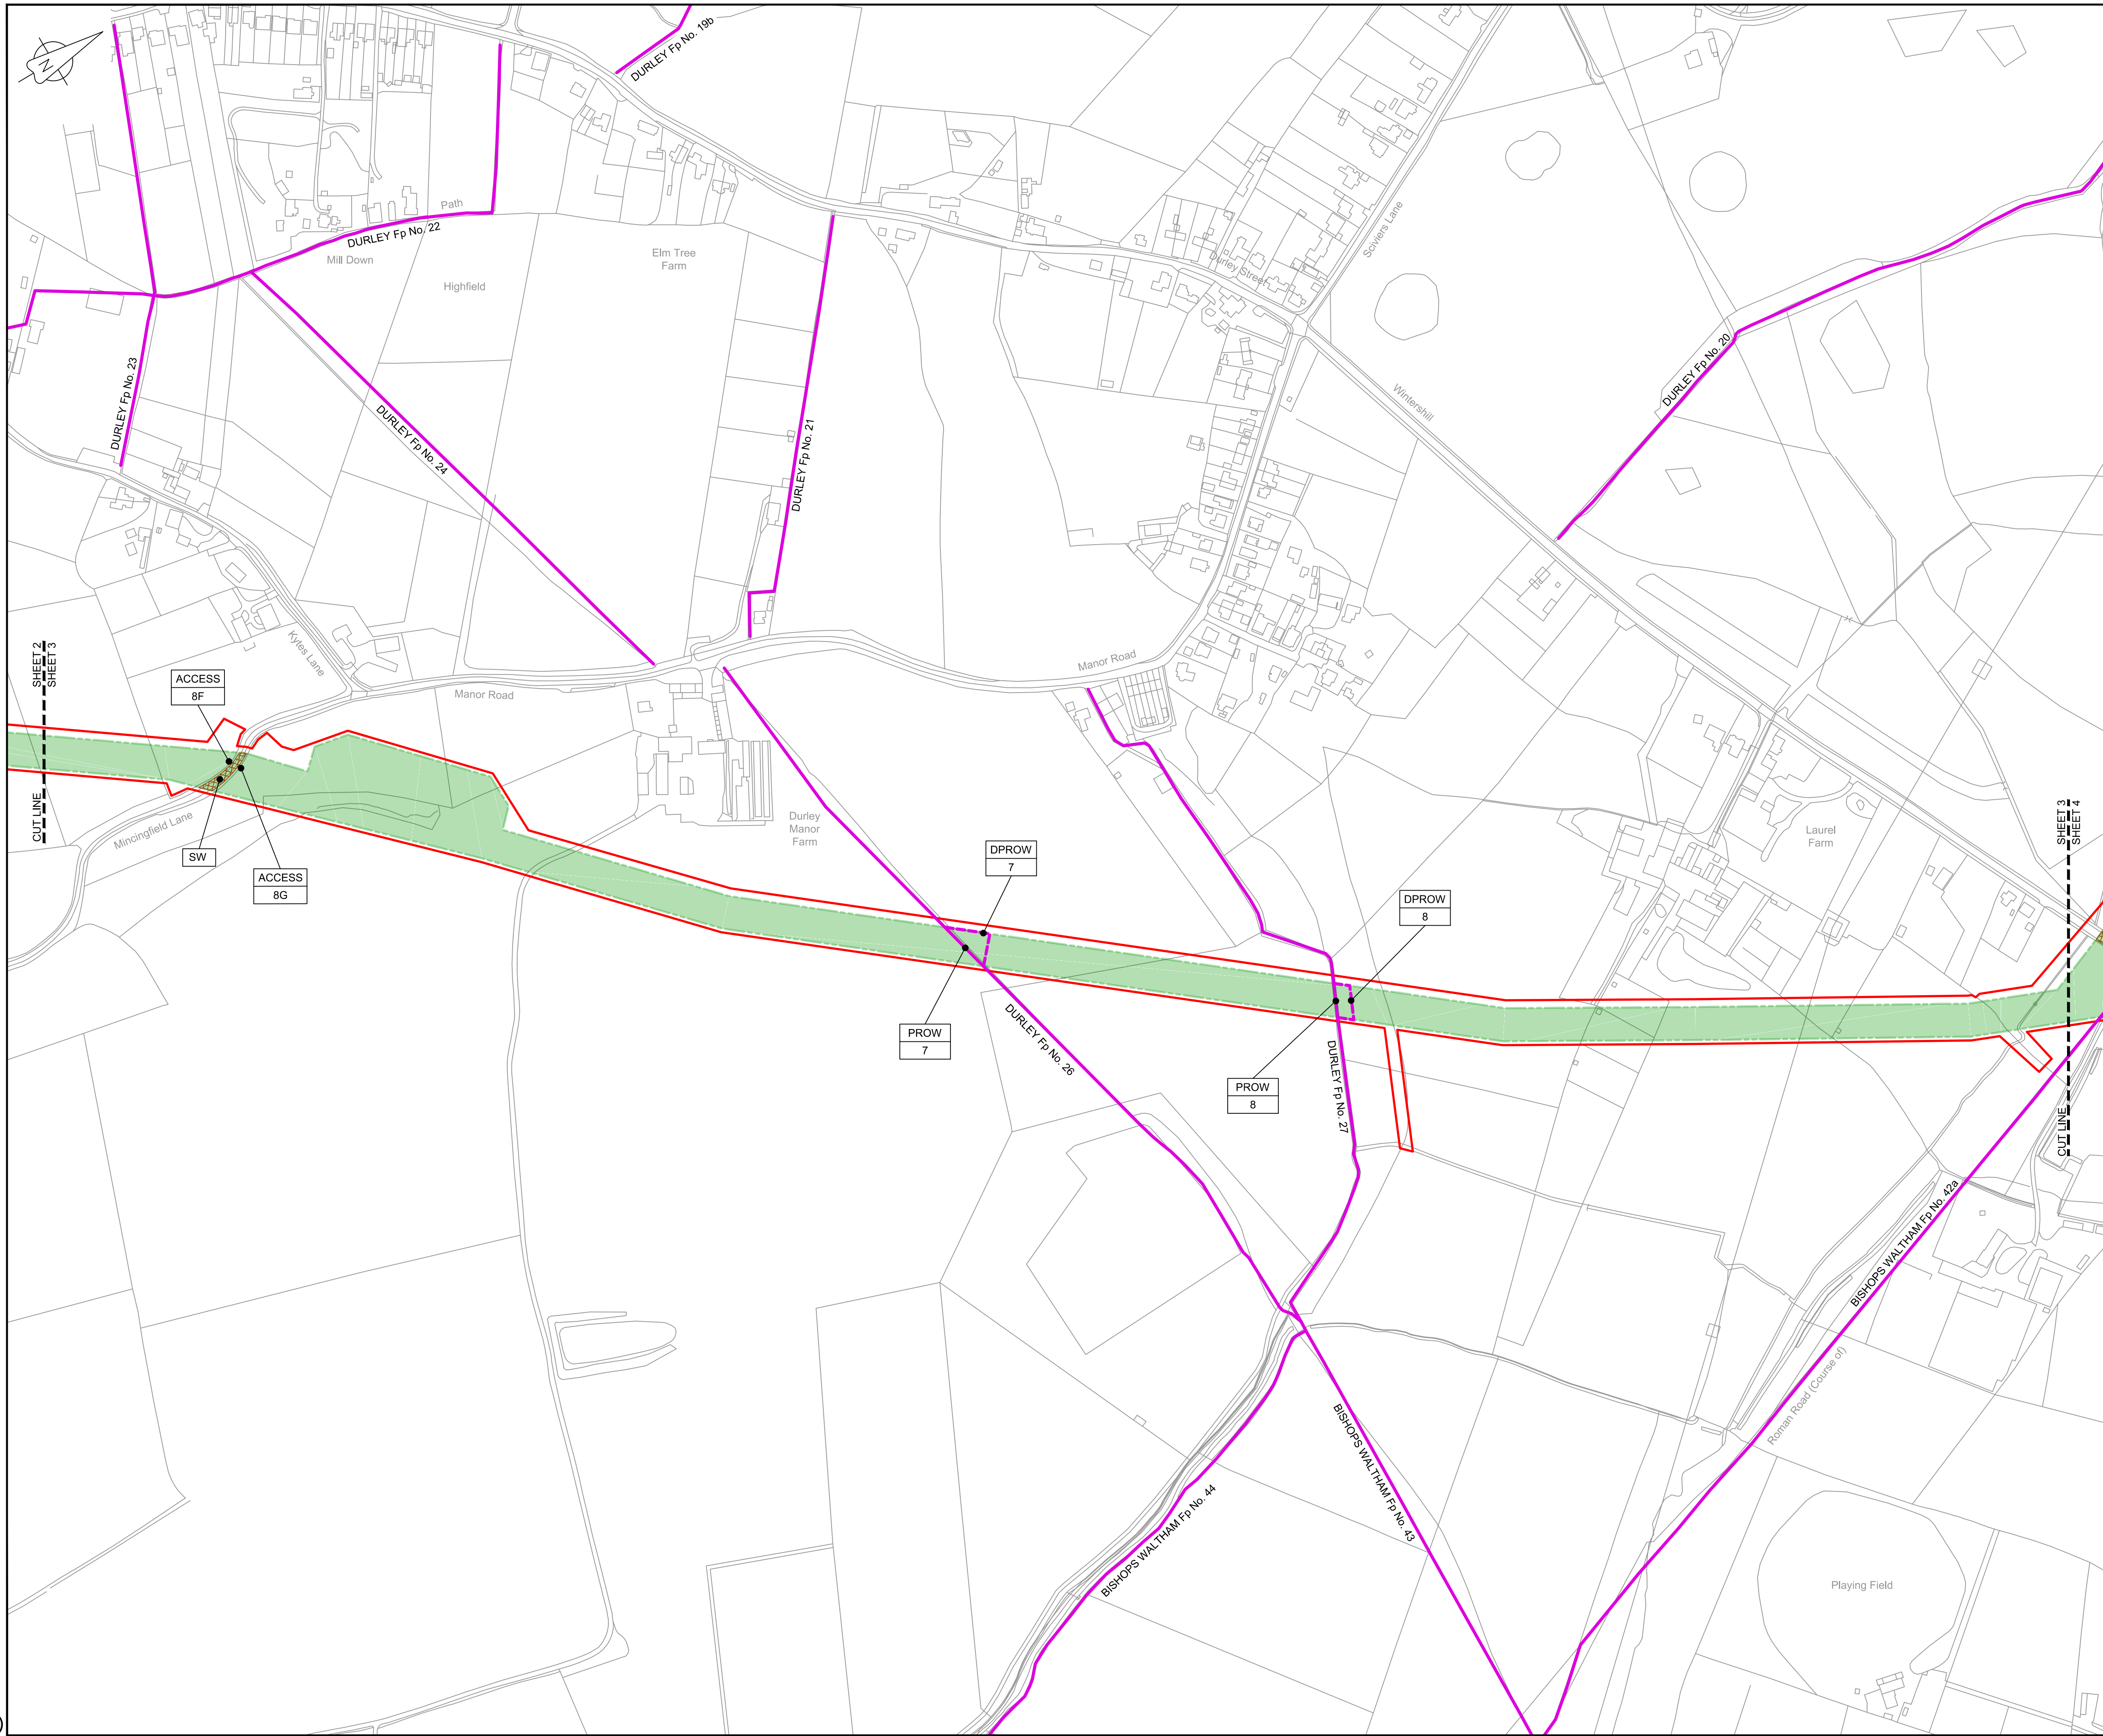 DURLEY Fp No. 19b
N
Path
DURLEY Fp No. 22
Mill Down
Highfield
Elm Tree
Farm
Durley Street
Sciviers Lane
DURLEY Fp No. 20
Wintershill
DURLEY Fp No. 23
DURLEY Fp No. 24
DURLEY Fp No. 21
SHEET 2
SHEET 3
CUT LINE
Kytes Lane
ACCESS
8F
Manor Road
Manor Road
Mincingfield Lane
SW
ACCESS
8G
Durley
Manor
Farm
DPROW
7
DPROW
8
Laurel
Farm
SHEET 3
SHEET 4
CUT LINE
PROW
7
DURLEY Fp No. 26
PROW
8
DURLEY Fp No. 27
BISHOPS WALTHAM Fp No. 42a
Roman Road (Course of)
BISHOPS WALTHAM Fp No. 43
BISHOPS WALTHAM Fp No. 44
Playing Field